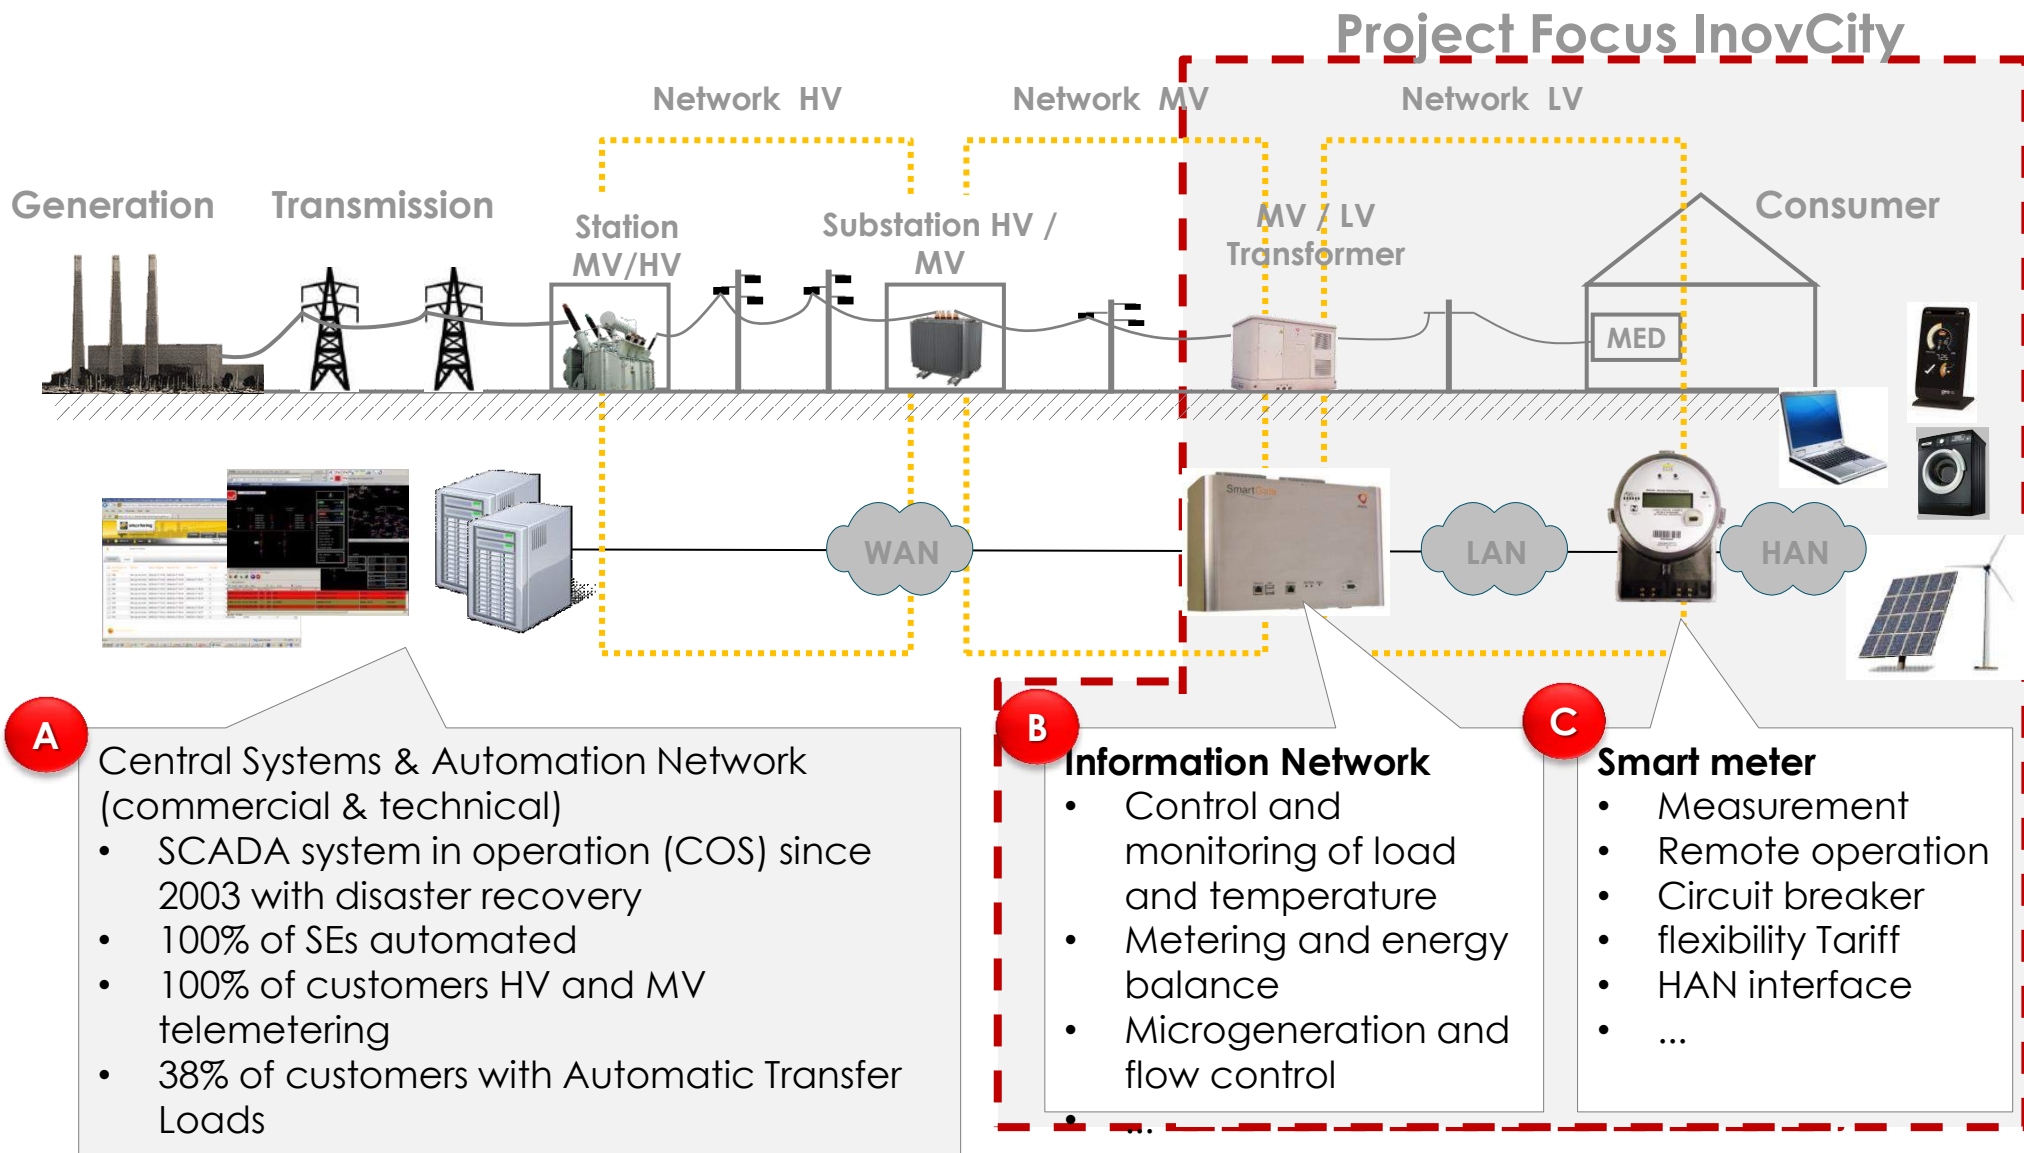 Project Focus InovCity
Network HV
Network MV
Network LV
Generation
Transmission
Station
MV/HV
Substation HV /
MV
MV / LV
Transformer
Consumer
MED
SmartGate
WAN
LAN
HAN
A
Central Systems & Automation Network
(commercial & technical)
• SCADA system in operation (COS) since
2003 with disaster recovery
• 100% of SEs automated
• 100% of customers HV and MV
telemetering
• 38% of customers with Automatic Transfer
Loads
B
Information Network
• Control and
monitoring of load
and temperature
• Metering and energy
balance
• Microgeneration and
flow control
• ...
C
Smart meter
• Measurement
• Remote operation
• Circuit breaker
• flexibility Tariff
• HAN interface
• ...